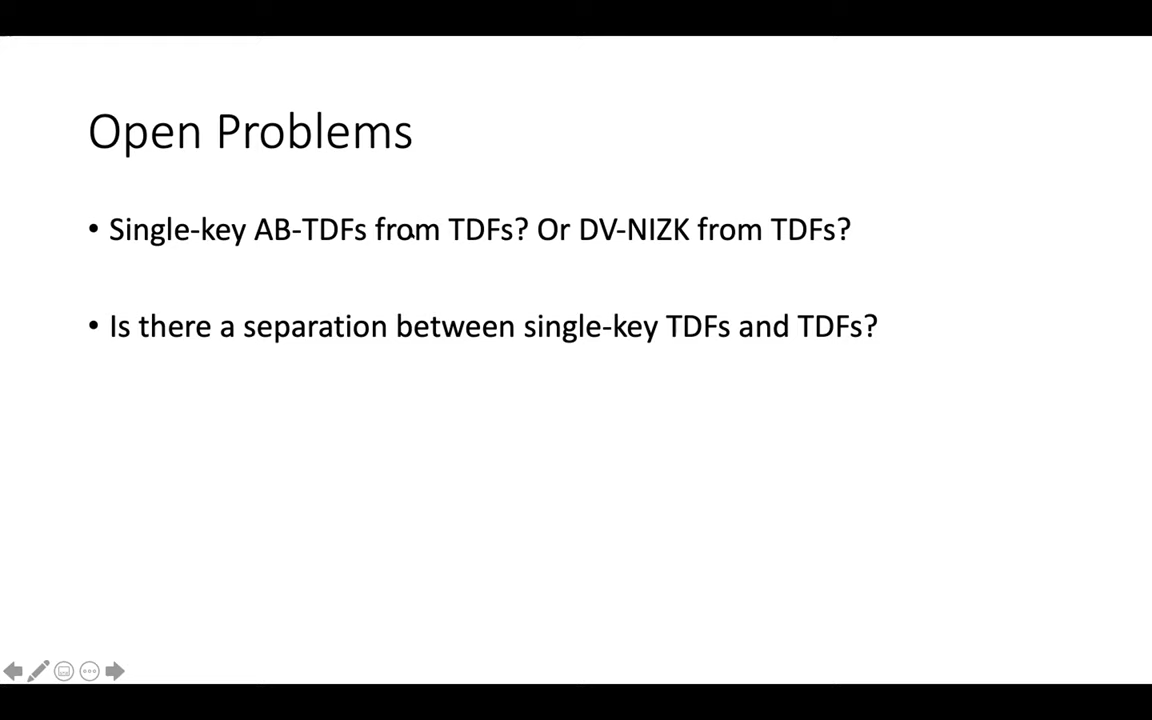 Open Problems
• Single-key AB-TDFs from TDFs? Or DV-NIZK from TDFs?
• Is there a separation between single-key TDFs and TDFs?